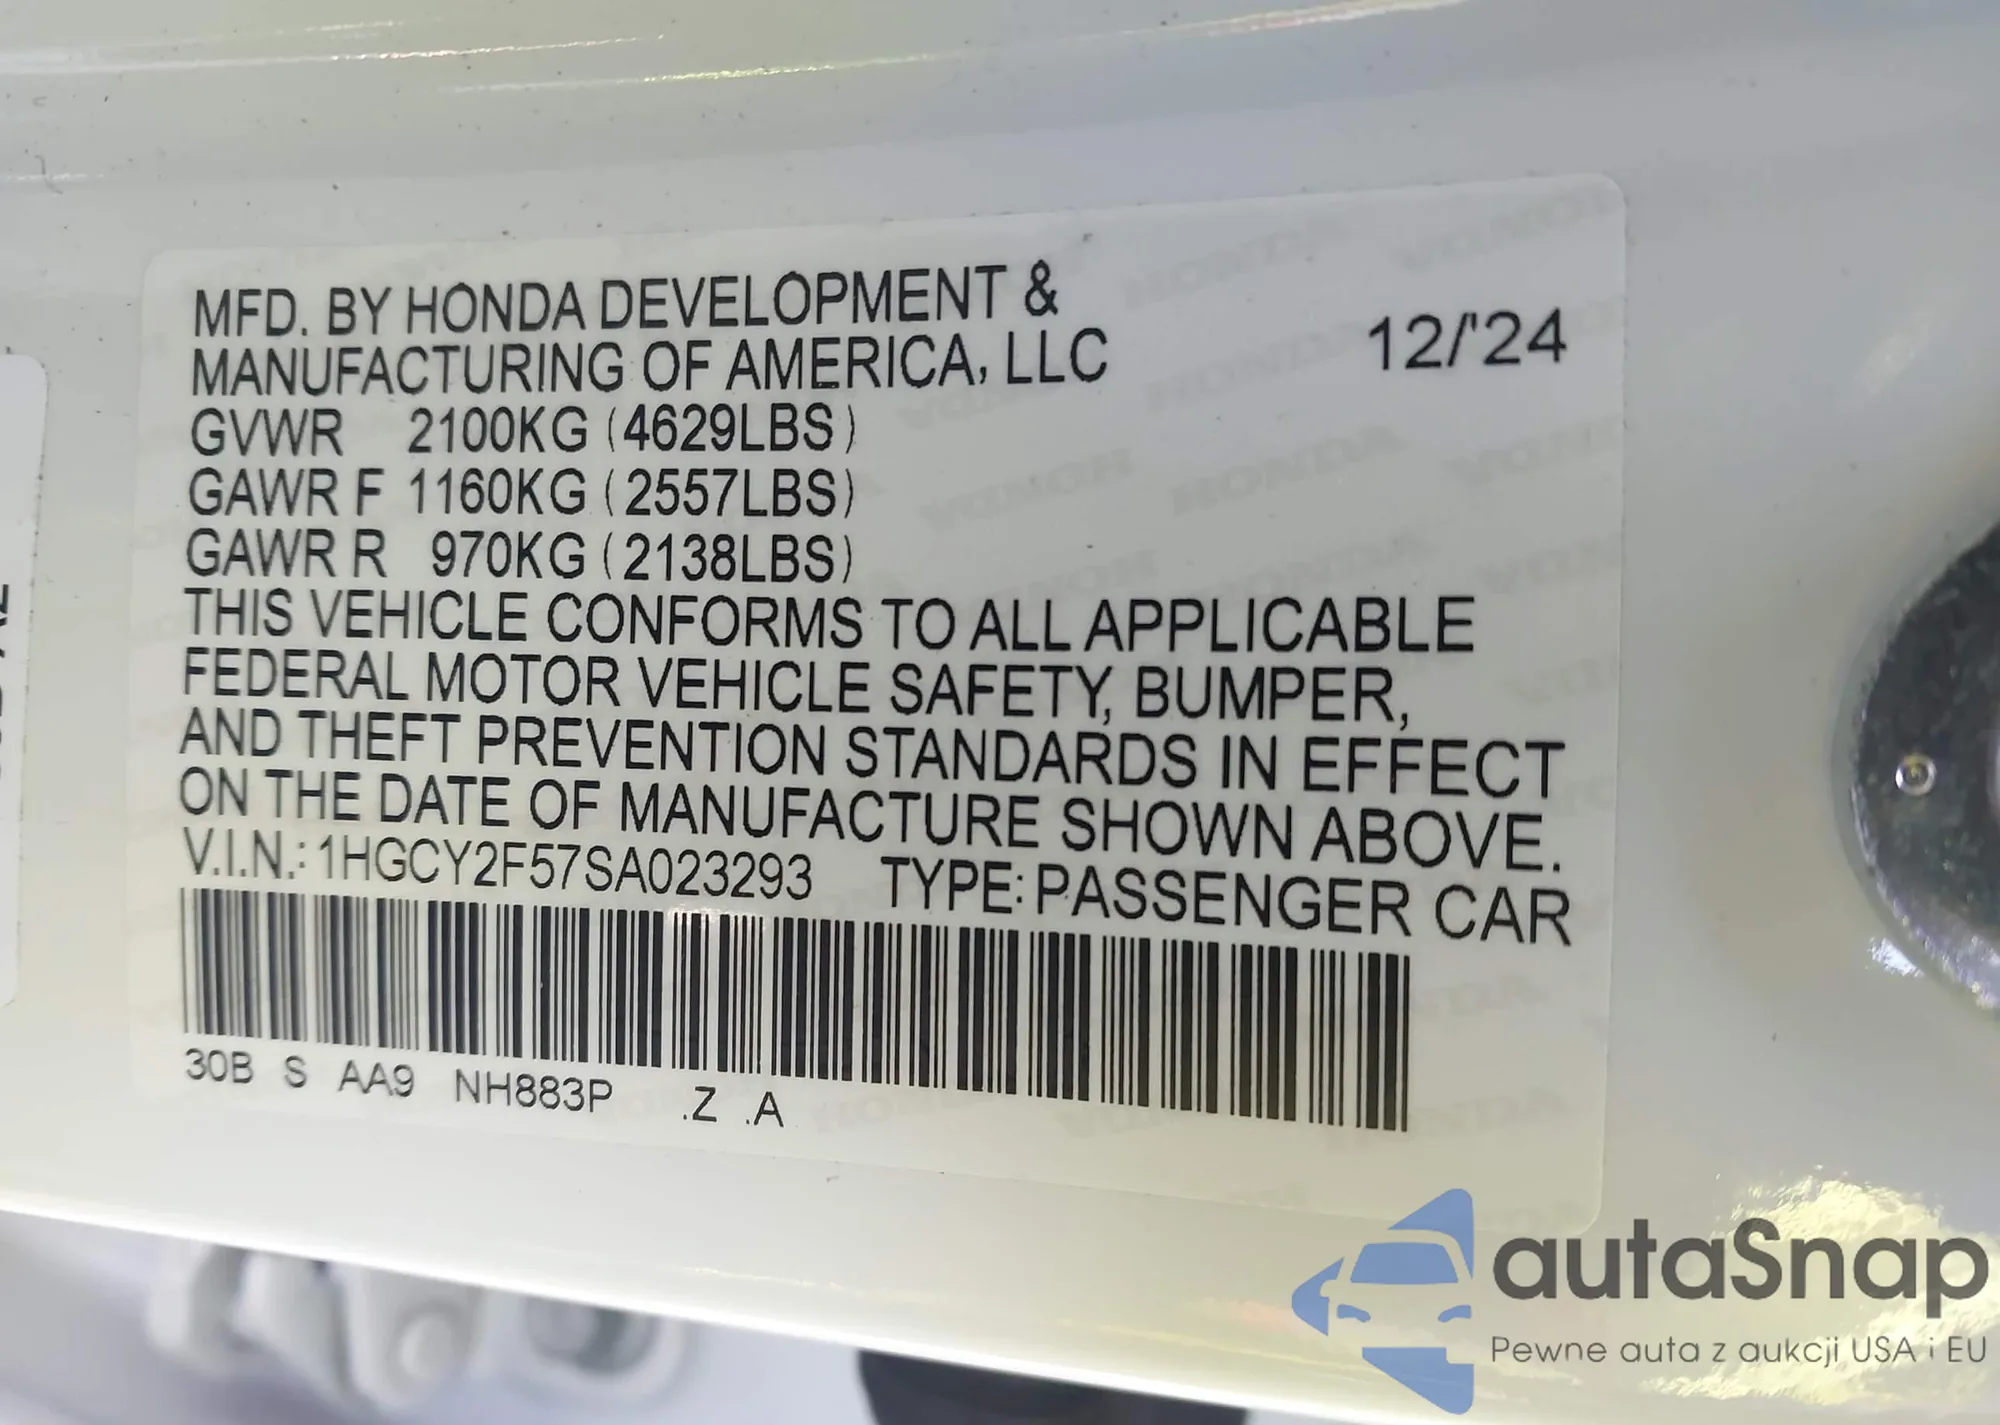 MFD. BY HONDA DEVELOPMENT &
MANUFACTURING OF AMERICA, LLC
12/'24
GVWR 2100KG (4629LBS)
GAWR F 1160KG (2557LBS)
GAWR R 970KG (2138LBS)
THIS VEHICLE CONFORMS TO ALL APPLICABLE
FEDERAL MOTOR VEHICLE SAFETY, BUMPER,
AND THEFT PREVENTION STANDARDS IN EFFECT
ON THE DATE OF MANUFACTURE SHOWN ABOVE.
V.I.N.: 1HGCY2F57SA023293 TYPE: PASSENGER CAR
30B S AA9 NH883P .Z .A
autaSnap
Pewne auta z aukcji USA i EU